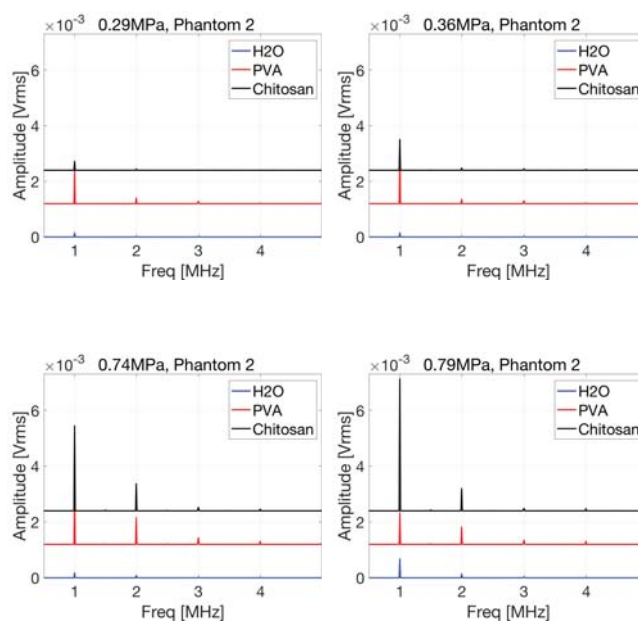 ×10⁻³ 0.29MPa, Phantom 2
H2O
PVA
Chitosan
Amplitude [Vrms]
6
4
2
0
1 2 3 4
Freq [MHz]
×10⁻³ 0.36MPa, Phantom 2
H2O
PVA
Chitosan
Amplitude [Vrms]
6
4
2
0
1 2 3 4
Freq [MHz]
×10⁻³ 0.74MPa, Phantom 2
H2O
PVA
Chitosan
Amplitude [Vrms]
6
4
2
0
1 2 3 4
Freq [MHz]
×10⁻³ 0.79MPa, Phantom 2
H2O
PVA
Chitosan
Amplitude [Vrms]
6
4
2
0
1 2 3 4
Freq [MHz]